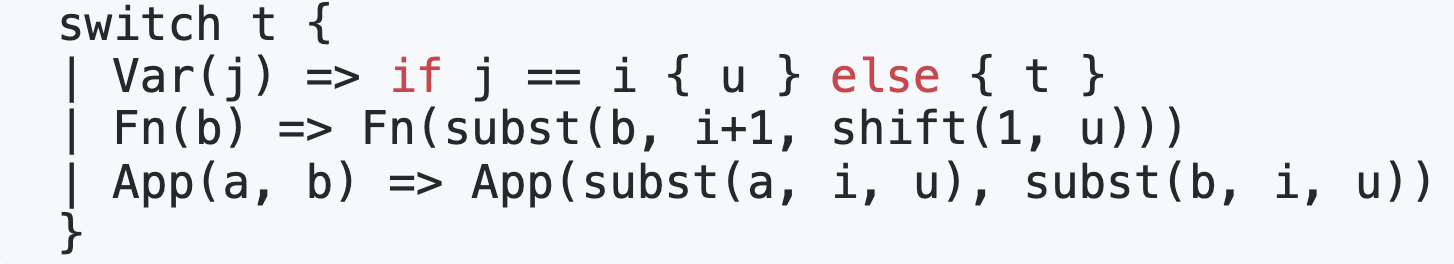 switch t {
| Var(j) => if j == i { u } else { t }
| Fn(b) => Fn(subst(b, i+1, shift(1, u)))
| App(a, b) => App(subst(a, i, u), subst(b, i, u))
}